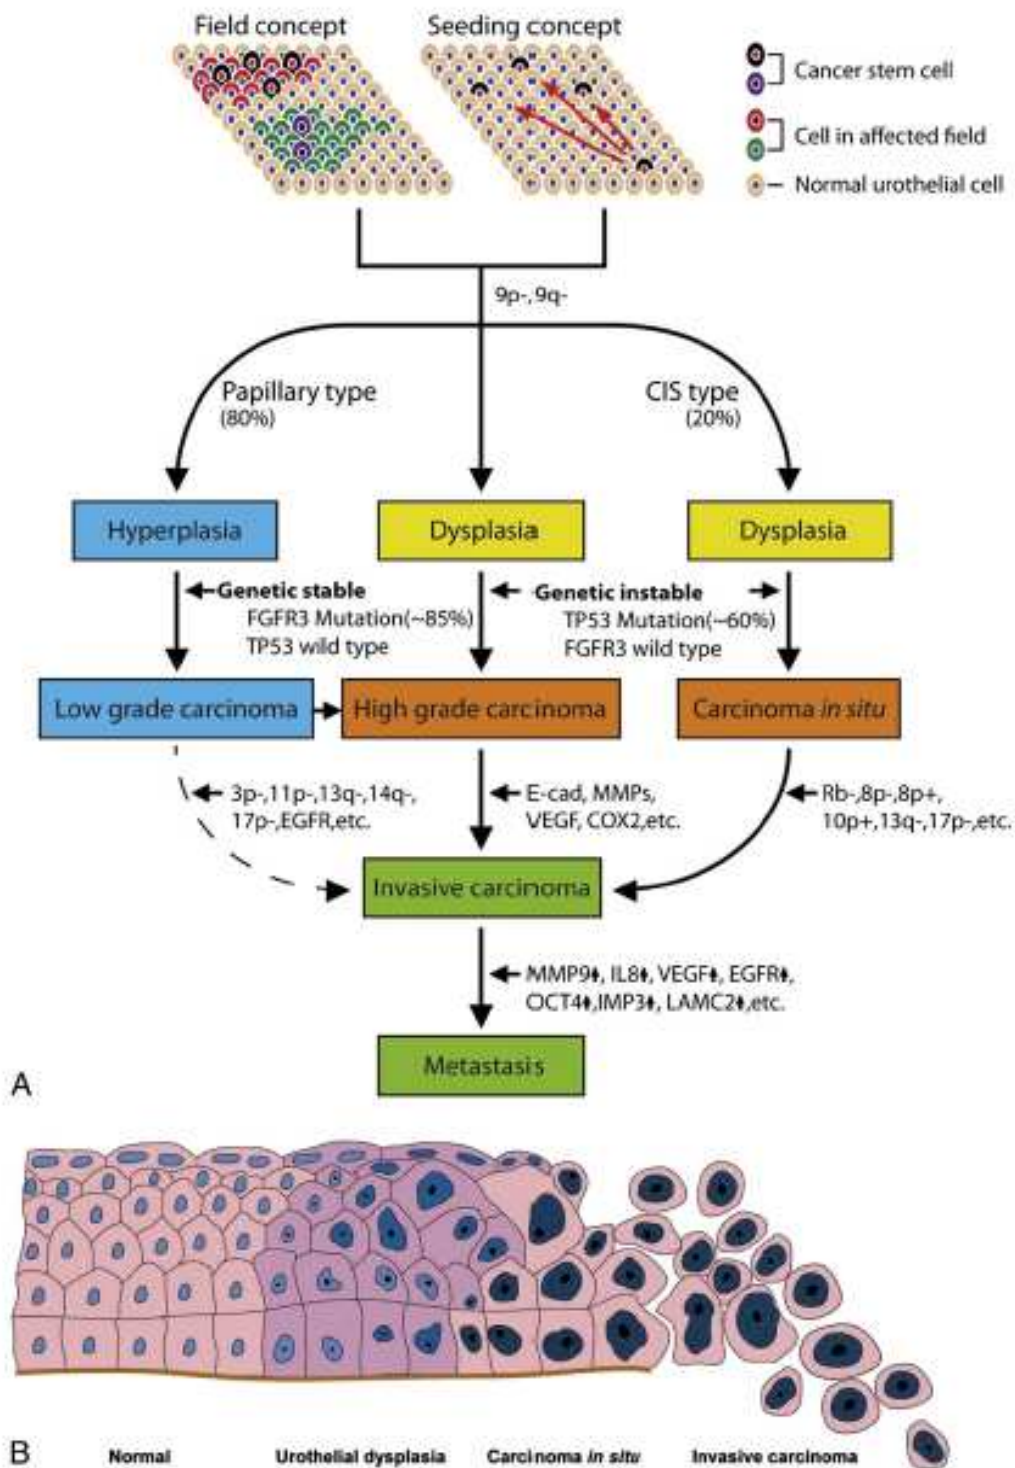 Field concept
Seeding concept
Cancer stem cell
Cell in affected field
Normal urothelial cell
9p-, 9q-
Papillary type
(80%)
CIS type
(20%)
Hyperplasia
Dysplasia
Dysplasia
Genetic stable
FGFR3 Mutation(~85%)
TP53 wild type
Genetic instable
TP53 Mutation(~60%)
FGFR3 wild type
Low grade carcinoma
High grade carcinoma
Carcinoma in situ
3p-,11p-,13q-,14q-,
17p-,EGFR,etc.
E-cad, MMPs,
VEGF, COX2,etc.
Rb-,8p-,8p+,
10p+,13q-,17p-,etc.
Invasive carcinoma
MMP9♦, IL8♦, VEGF♦, EGFR♦,
OCT4♦,IMP3♦, LAMC2♦,etc.
Metastasis
A
B
Normal
Urothelial dysplasia
Carcinoma in situ
Invasive carcinoma